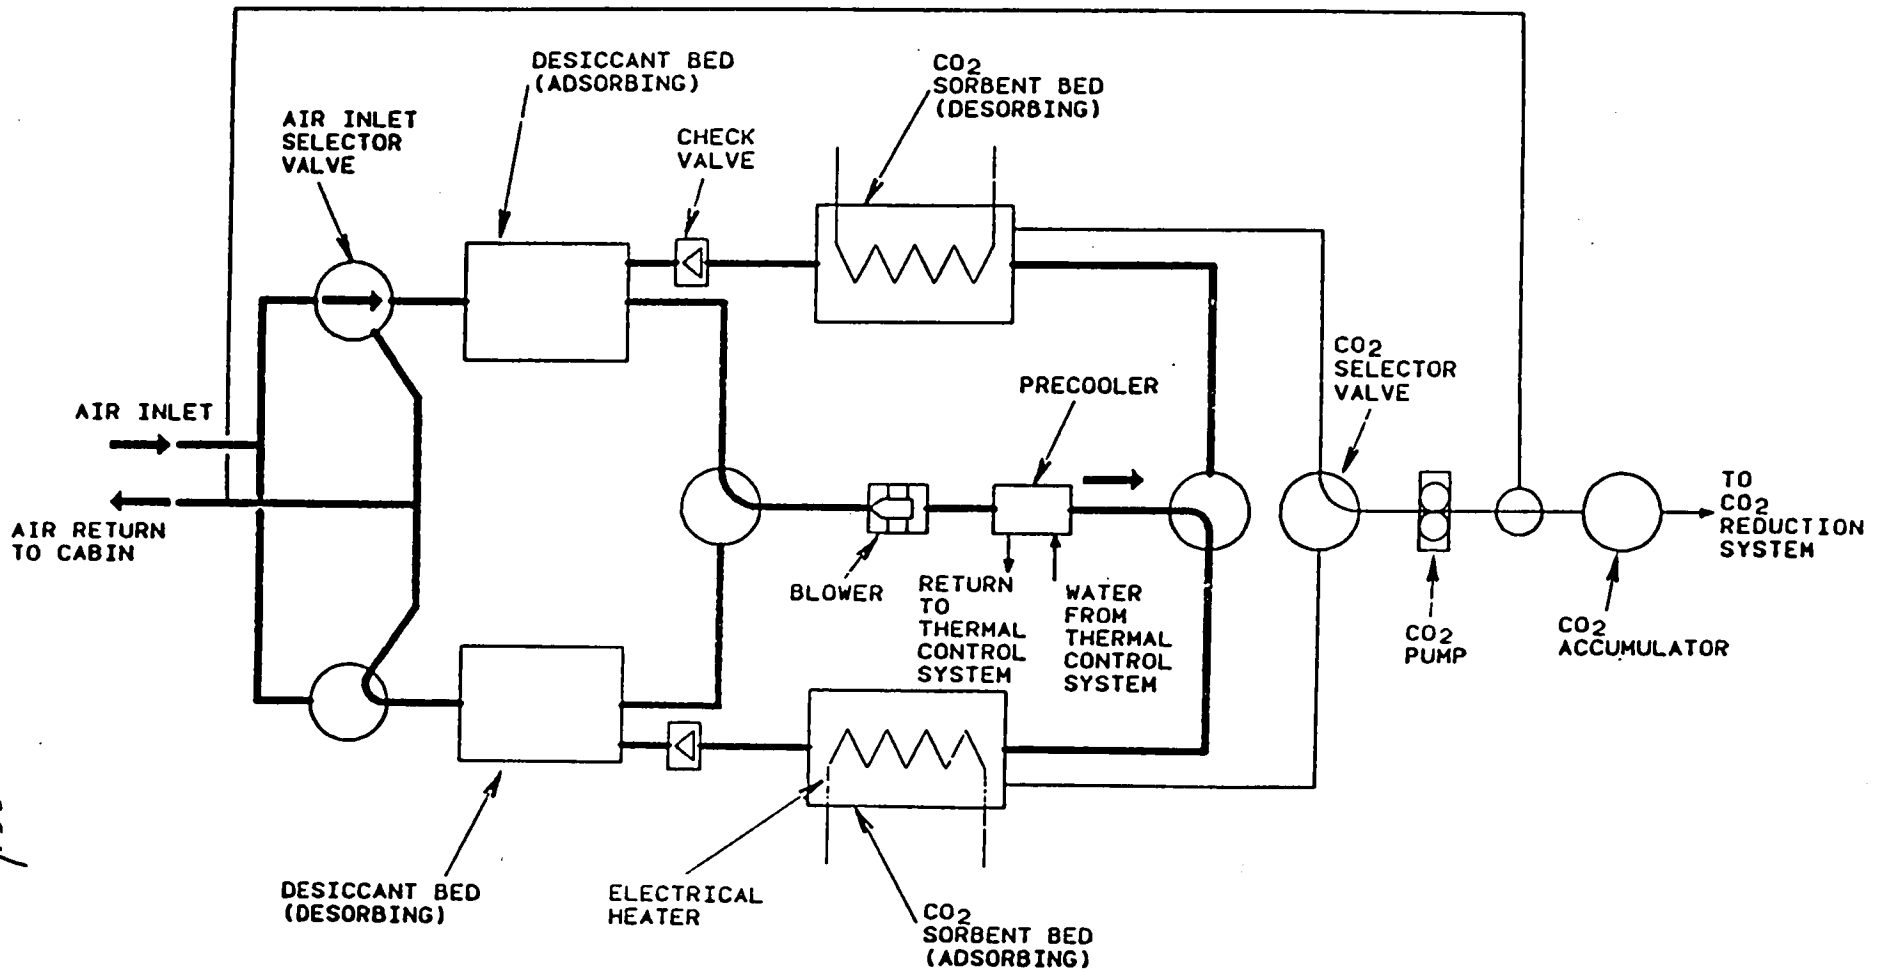 DESICCANT BED
(ADSORBING)
CO2
SORBENT BED
(DESORBING)
AIR INLET
SELECTOR
VALVE
CHECK
VALVE
CO2
SELECTOR
VALVE
PRECOOLER
AIR INLET
AIR RETURN
TO CABIN
TO
CO2
REDUCTION
SYSTEM
BLOWER
RETURN
TO
THERMAL
CONTROL
SYSTEM
WATER
FROM
THERMAL
CONTROL
SYSTEM
CO2
PUMP
CO2
ACCUMULATOR
DESICCANT BED
(DESORBING)
ELECTRICAL
HEATER
CO2
SORBENT BED
(ADSORBING)